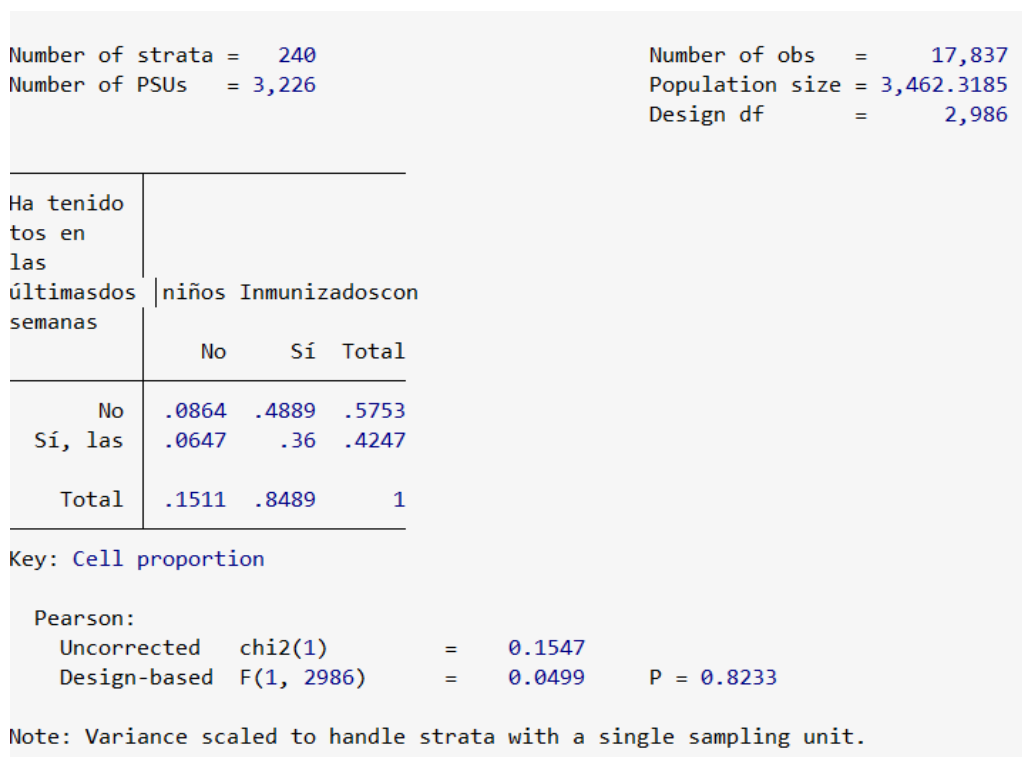 Number of strata = 240 Number of obs = 17,837
Number of PSUs = 3,226 Population size = 3,462.3185
Design df = 2,986
Ha tenido
tos en
las
últimasdos niños Inmunizadoscon
semanas
No Sí Total
No .0864 .4889 .5753
Sí, las .0647 .36 .4247
Total .1511 .8489 1
Key: Cell proportion
Pearson:
Uncorrected chi2(1) = 0.1547
Design-based F(1, 2986) = 0.0499 P = 0.8233
Note: Variance scaled to handle strata with a single sampling unit.